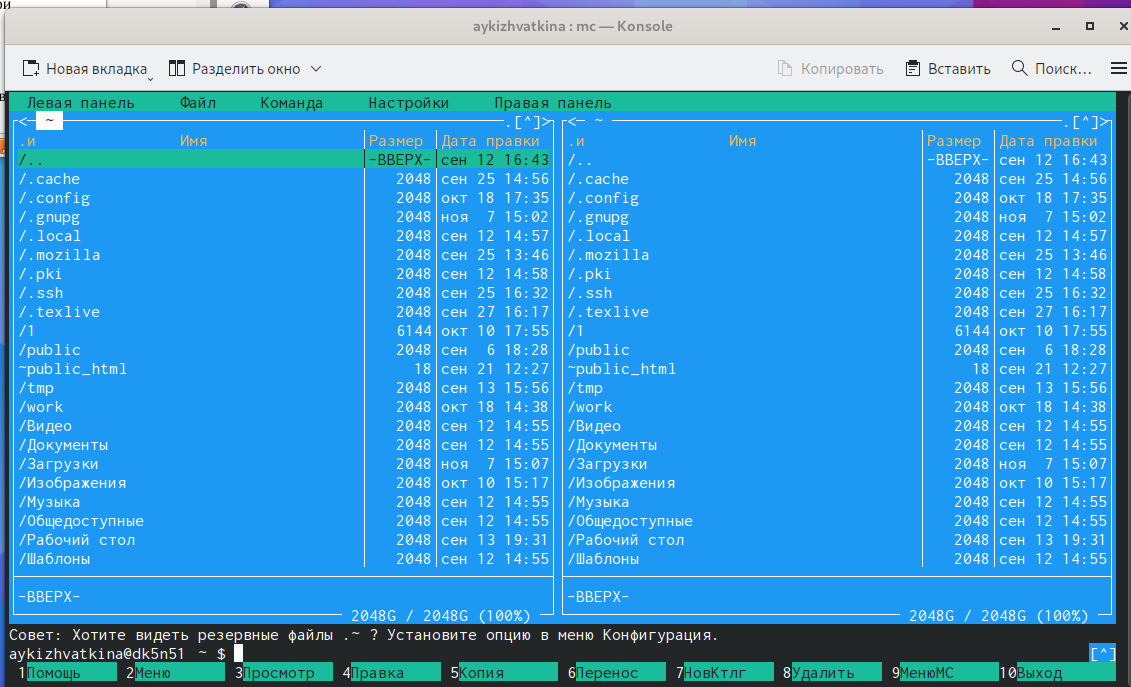 ри
aykizhvatkina : mc — Konsole
Новая вкладка Разделить окно Копировать Вставить Поиск...
Левая панель Файл Команда Настройки Правая панель
<─ ~ .[^]> <─ ~ .[^]>
.и Имя Размер Дата правки .и Имя Размер Дата правки
/.. -ВВЕРХ- сен 12 16:43 /.. -ВВЕРХ- сен 12 16:43
/.cache 2048 сен 25 14:56 /.cache 2048 сен 25 14:56
/.config 2048 окт 18 17:35 /.config 2048 окт 18 17:35
/.gnupg 2048 ноя 7 15:02 /.gnupg 2048 ноя 7 15:02
/.local 2048 сен 12 14:57 /.local 2048 сен 12 14:57
/.mozilla 2048 сен 25 13:46 /.mozilla 2048 сен 25 13:46
/.pki 2048 сен 12 14:58 /.pki 2048 сен 12 14:58
/.ssh 2048 сен 25 16:32 /.ssh 2048 сен 25 16:32
/.texlive 2048 сен 27 16:17 /.texlive 2048 сен 27 16:17
/1 6144 окт 10 17:55 /1 6144 окт 10 17:55
/public 2048 сен 6 18:28 /public 2048 сен 6 18:28
~public_html 18 сен 21 12:27 ~public_html 18 сен 21 12:27
/tmp 2048 сен 13 15:56 /tmp 2048 сен 13 15:56
/work 2048 окт 18 14:38 /work 2048 окт 18 14:38
/Видео 2048 сен 12 14:55 /Видео 2048 сен 12 14:55
/Документы 2048 сен 12 14:55 /Документы 2048 сен 12 14:55
/Загрузки 2048 ноя 7 15:07 /Загрузки 2048 ноя 7 15:07
/Изображения 2048 окт 10 15:17 /Изображения 2048 окт 10 15:17
/Музыка 2048 сен 12 14:55 /Музыка 2048 сен 12 14:55
/Общедоступные 2048 сен 12 14:55 /Общедоступные 2048 сен 12 14:55
/Рабочий стол 2048 сен 13 19:31 /Рабочий стол 2048 сен 13 19:31
/Шаблоны 2048 сен 12 14:55 /Шаблоны 2048 сен 12 14:55
-ВВЕРХ- -ВВЕРХ-
2048G / 2048G (100%) 2048G / 2048G (100%)
Совет: Хотите видеть резервные файлы .~ ? Установите опцию в меню Конфигурация.
aykizhvatkina@dk5n51 ~ $ [^]
1Помощь 2Меню 3Просмотр 4Правка 5Копия 6Перенос 7НовКтлг 8Удалить 9МенюМС 10Выход